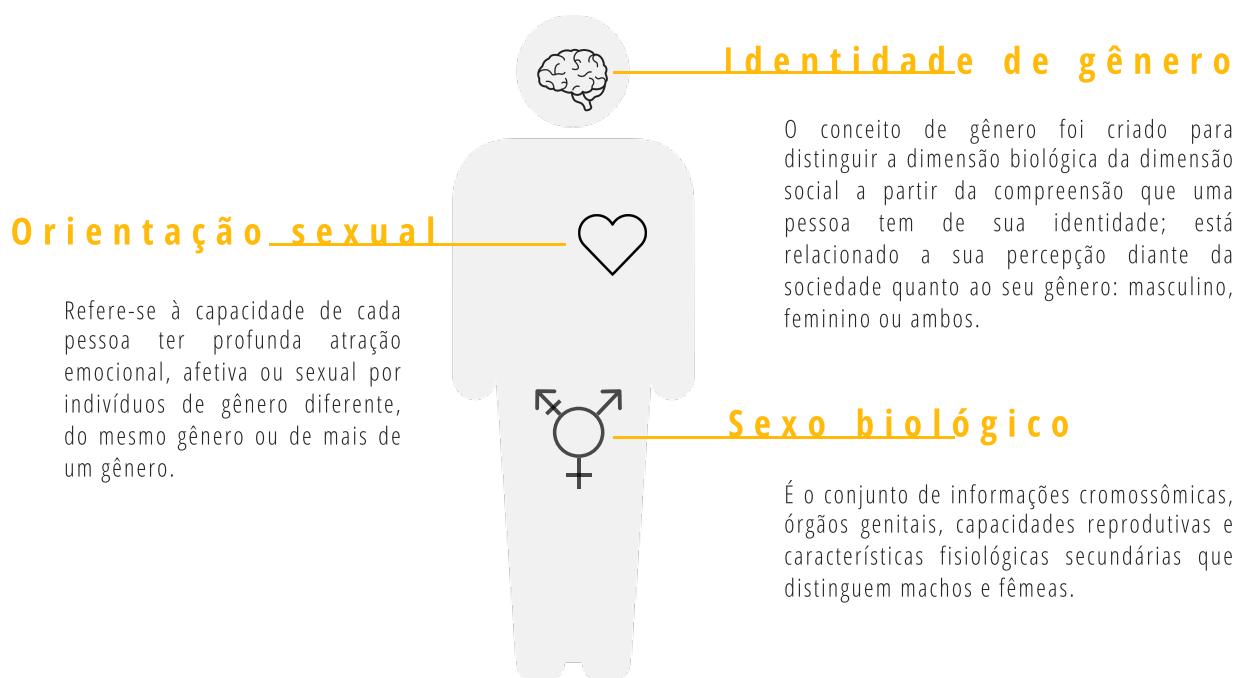 Identidade de gênero
O conceito de gênero foi criado para
distinguir a dimensão biológica da dimensão
social a partir da compreensão que uma
pessoa tem de sua identidade; está
relacionado a sua percepção diante da
sociedade quanto ao seu gênero: masculino,
feminino ou ambos.
Orientação sexual
Refere-se à capacidade de cada
pessoa ter profunda atração
emocional, afetiva ou sexual por
indivíduos de gênero diferente,
do mesmo gênero ou de mais de
um gênero.
Sexo biológico
É o conjunto de informações cromossômicas,
órgãos genitais, capacidades reprodutivas e
características fisiológicas secundárias que
distinguem machos e fêmeas.